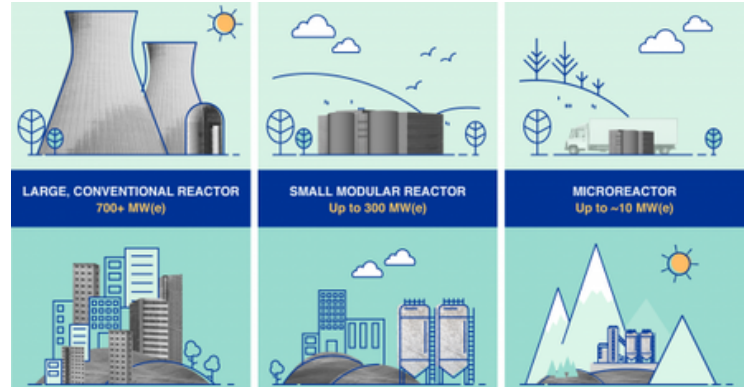 LARGE, CONVENTIONAL REACTOR
700+ MW(e)
SMALL MODULAR REACTOR
Up to 300 MW(e)
MICROREACTOR
Up to ~10 MW(e)